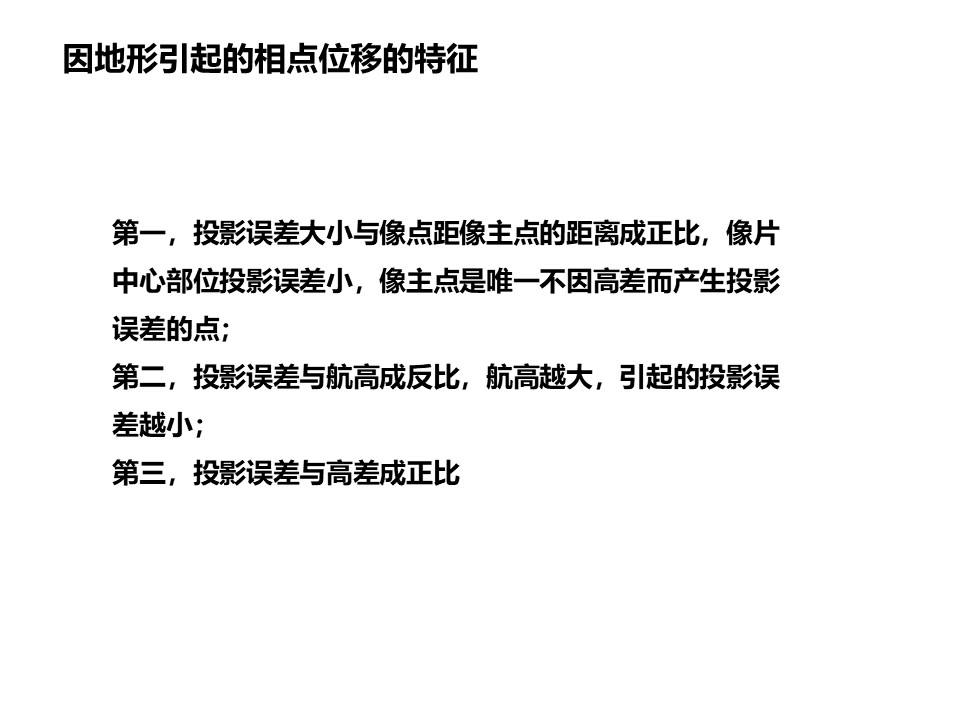 因地形引起的相点位移的特征
第一，投影误差大小与像点距像主点的距离成正比，像片
中心部位投影误差小，像主点是唯一不因高差而产生投影
误差的点；
第二，投影误差与航高成反比，航高越大，引起的投影误
差越小；
第三，投影误差与高差成正比